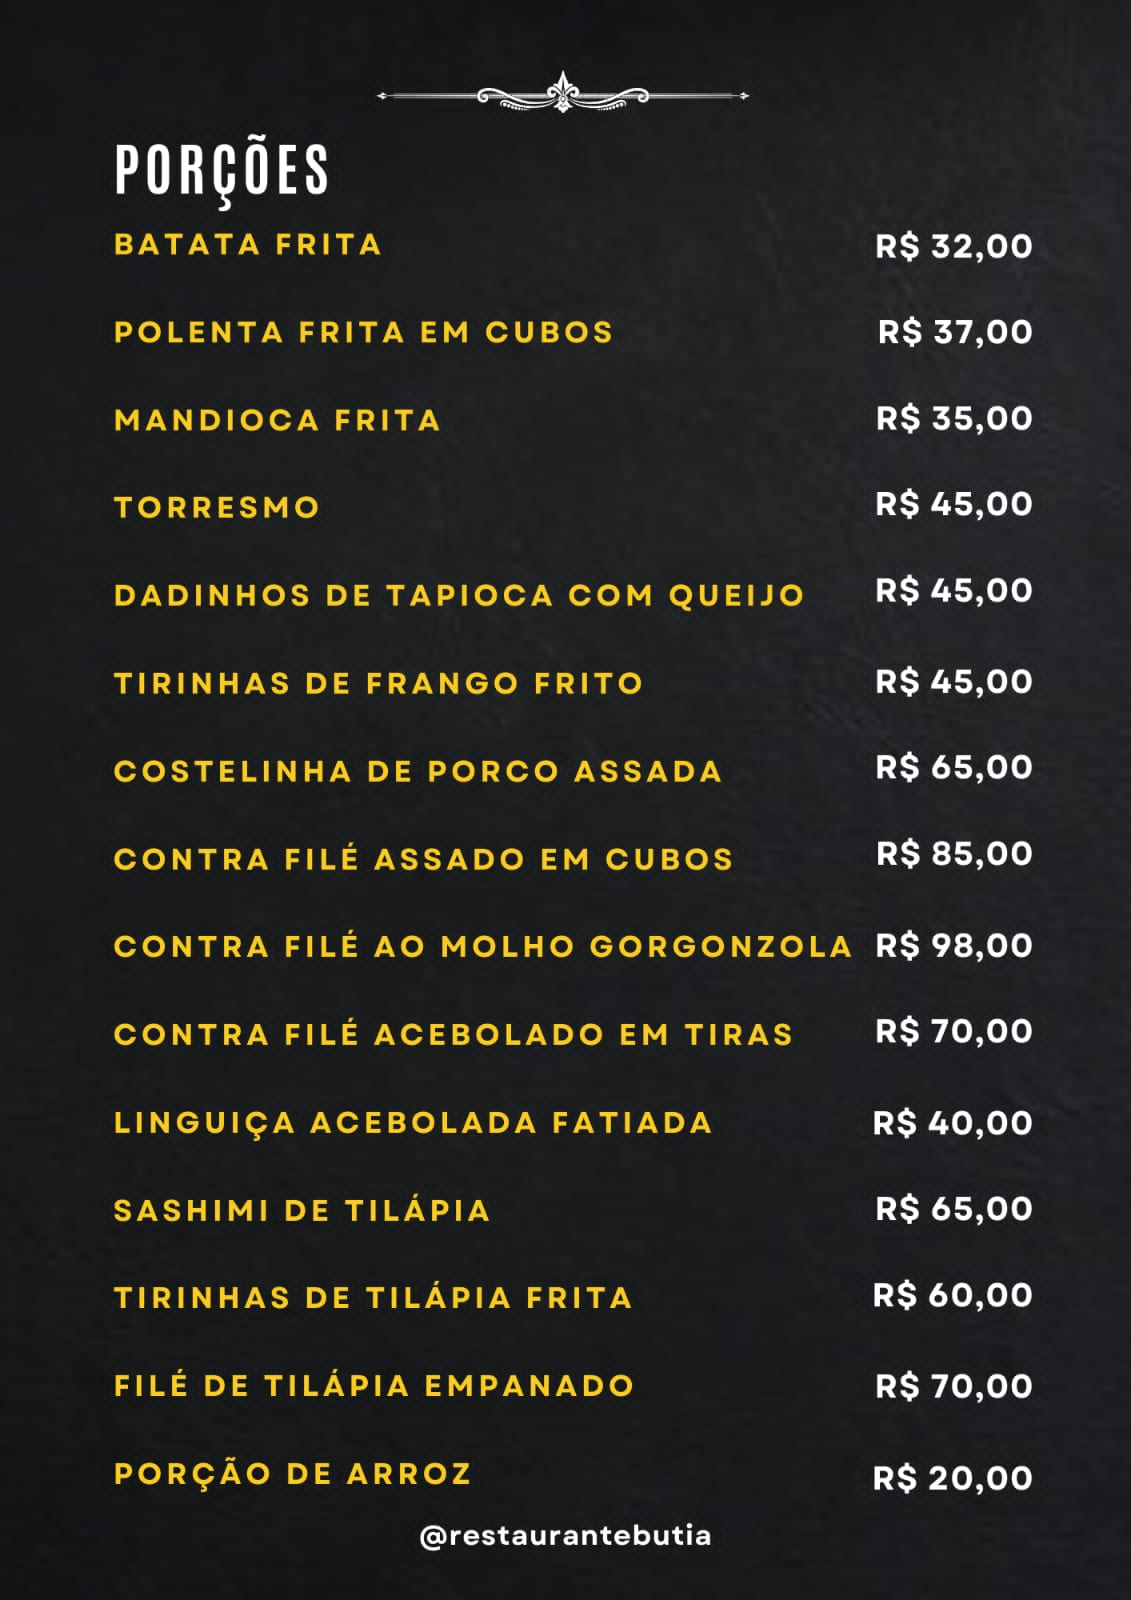 PORÇÕES
BATATA FRITA R$ 32,00
POLENTA FRITA EM CUBOS R$ 37,00
MANDIOCA FRITA R$ 35,00
TORRESMO R$ 45,00
DADINHOS DE TAPIOCA COM QUEIJO R$ 45,00
TIRINHAS DE FRANGO FRITO R$ 45,00
COSTELINHA DE PORCO ASSADA R$ 65,00
CONTRA FILÉ ASSADO EM CUBOS R$ 85,00
CONTRA FILÉ AO MOLHO GORGONZOLA R$ 98,00
CONTRA FILÉ ACEBOLADO EM TIRAS R$ 70,00
LINGUIÇA ACEBOLADA FATIADA R$ 40,00
SASHIMI DE TILÁPIA R$ 65,00
TIRINHAS DE TILÁPIA FRITA R$ 60,00
FILÉ DE TILÁPIA EMPANADO R$ 70,00
PORÇÃO DE ARROZ R$ 20,00
@restaurantebutia